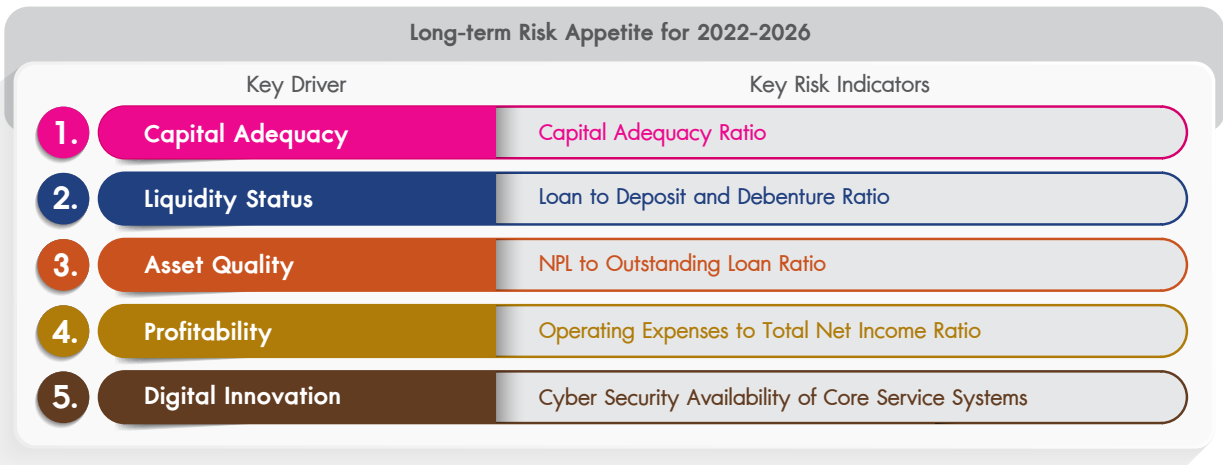 Long-term Risk Appetite for 2022-2026
Key Driver Key Risk Indicators
1. Capital Adequacy Capital Adequacy Ratio
2. Liquidity Status Loan to Deposit and Debenture Ratio
3. Asset Quality NPL to Outstanding Loan Ratio
4. Profitability Operating Expenses to Total Net Income Ratio
5. Digital Innovation Cyber Security Availability of Core Service Systems